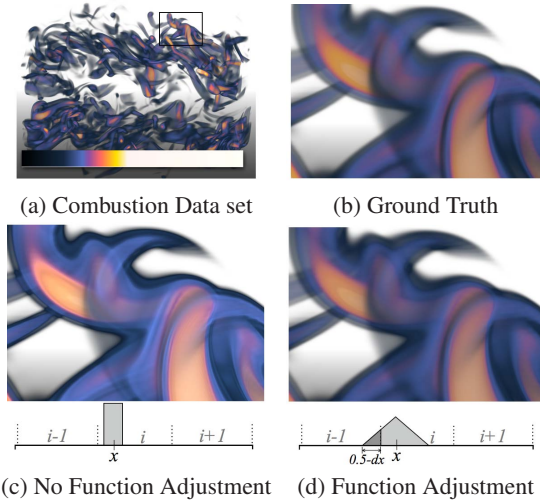 (a) Combustion Data set
(b) Ground Truth
i-1 i i+1
x
(c) No Function Adjustment
i-1 i i+1
0.5-dx x
(d) Function Adjustment